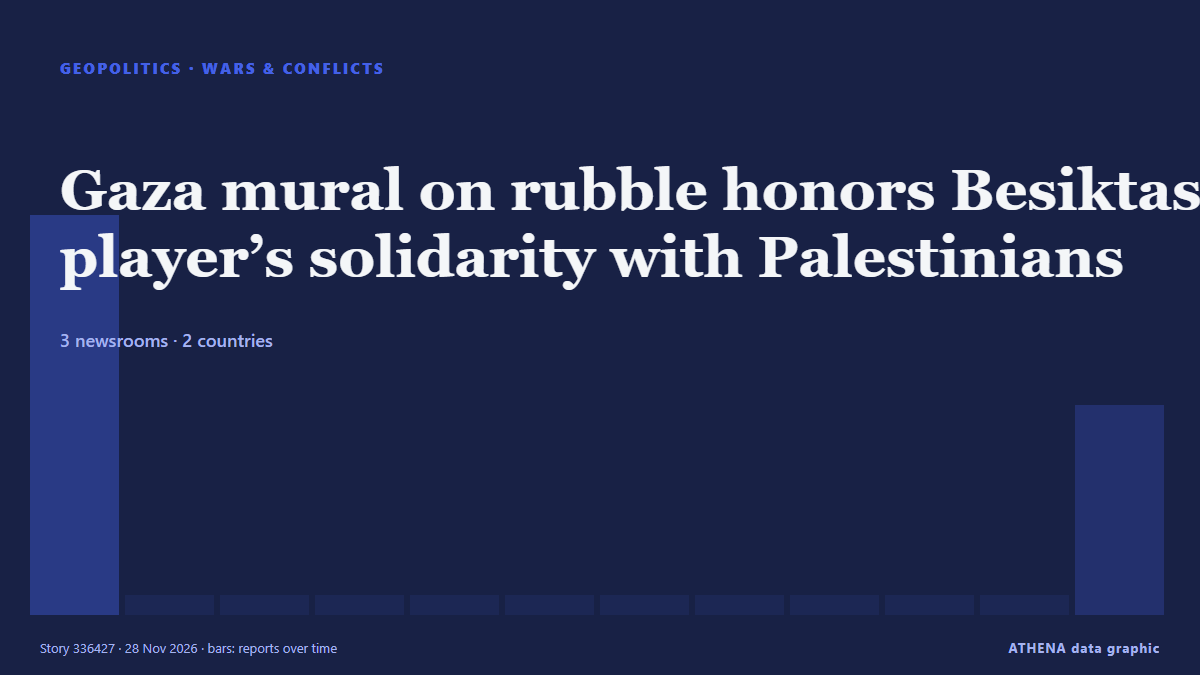 GEOPOLITICS · WARS & CONFLICTS
Gaza mural on rubble honors Besiktas
player’s solidarity with Palestinians
3 newsrooms · 2 countries
Story 336427 · 28 Nov 2026 · bars: reports over time
ATHENA data graphic